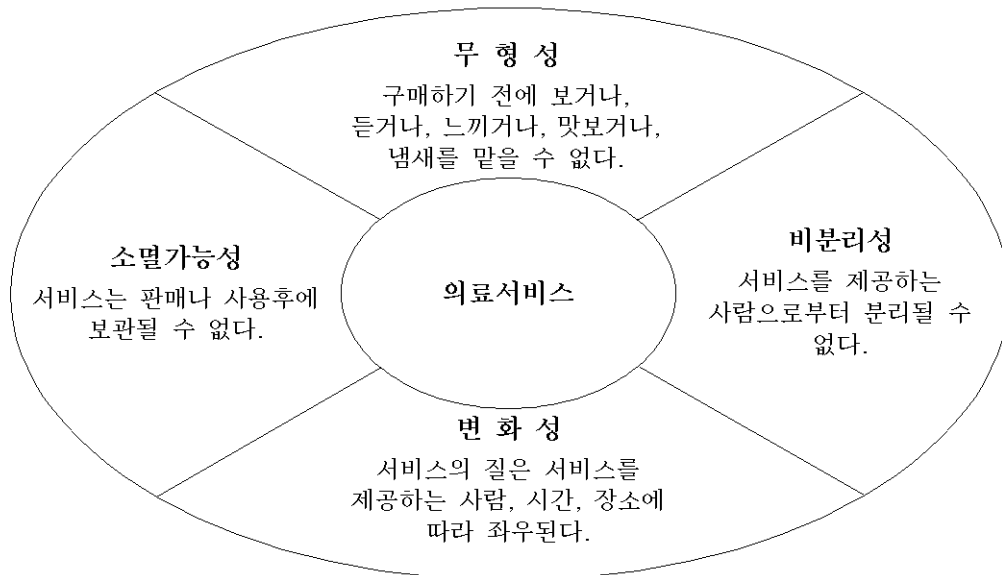 무 형 성
구매하기 전에 보거나,
듣거나, 느끼거나, 맛보거나,
냄새를 맡을 수 없다.
소멸가능성
서비스는 판매나 사용후에
보관될 수 없다.
의료서비스
비분리성
서비스를 제공하는
사람으로부터 분리될 수
없다.
변 화 성
서비스의 질은 서비스를
제공하는 사람, 시간, 장소에
따라 좌우된다.